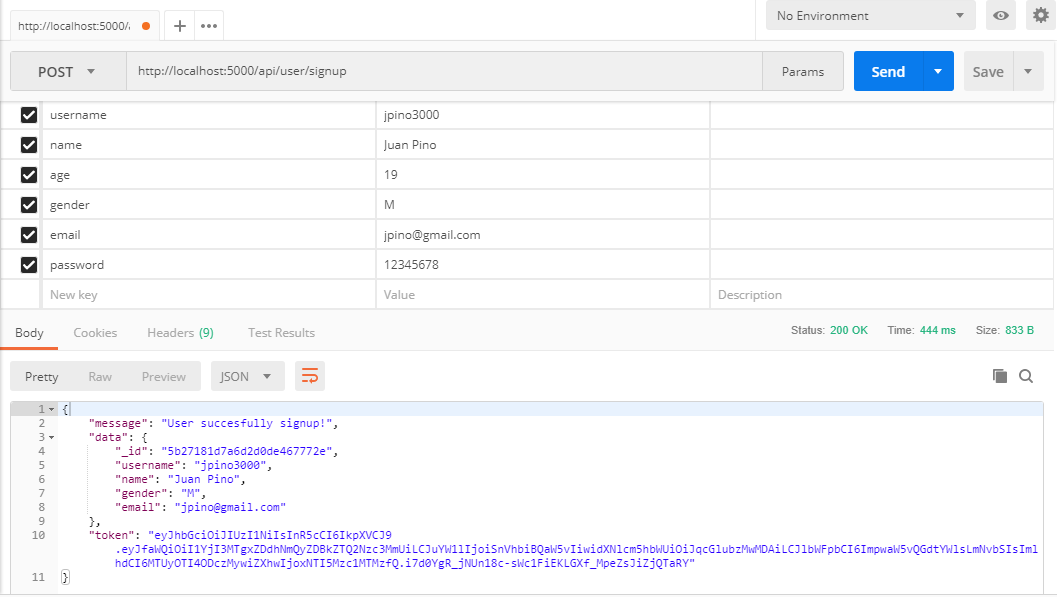 http://localhost:5000/a
No Environment
POST http://localhost:5000/api/user/signup Params Send Save
username jpino3000
name Juan Pino
age 19
gender M
email jpino@gmail.com
password 12345678
New key Value Description
Body Cookies Headers (9) Test Results Status: 200 OK Time: 444 ms Size: 833 B
Pretty Raw Preview JSON
1 {
2 "message": "User succesfully signup!",
3 "data": {
4 "_id": "5b27181d7a6d2d0de467772e",
5 "username": "jpino3000",
6 "name": "Juan Pino",
7 "gender": "M",
8 "email": "jpino@gmail.com"
9 },
10 "token": "eyJhbGciOiJIUzI1NiIsInR5cCI6IkpXVCJ9
.eyJfaWQiOiI1YjI3MTgxZDdhNmQyZDBkZTQ2Nzc3MmUiLCJuYW1lIjoiSnVhbiBQaW5vIiwidXNlcm5hbWUiOiJqcGlubzMwMDAiLCJlbWFpbCI6ImpwaW5vQGdtYWlsLmNvbSIsIml
hdCI6MTUyOTI4ODczMywiZXhwIjoxNTI5Mzc1MTMzfQ.i7d0YgR_jNUn18c-sWc1FiEKLGXf_MpeZsJiZjQTaRY"
11 }